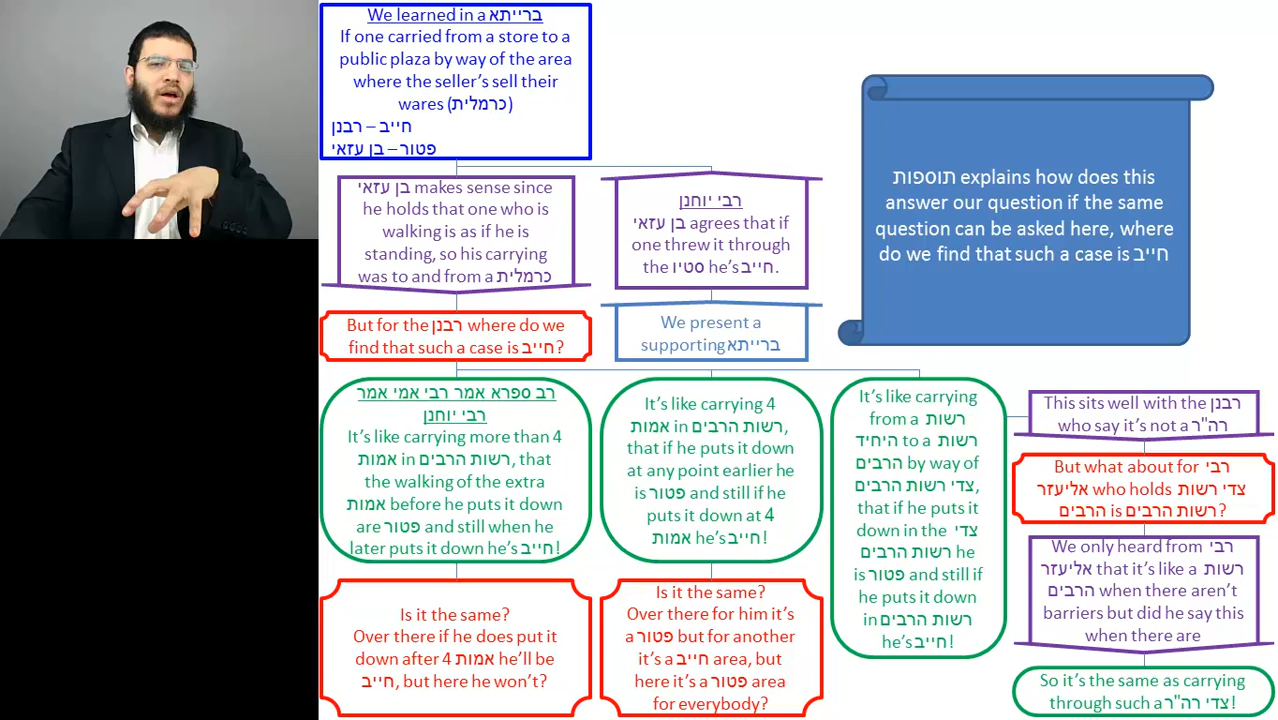 We learned in a ברייתא
If one carried from a store to a
public plaza by way of the area
where the seller's sell their
wares (כרמלית)
חייב – רבנן
פטור – בן עזאי
בן עזאי makes sense since
he holds that one who is
walking is as if he is
standing, so his carrying
was to and from a כרמלית
רבי יוחנן
בן עזאי agrees that if
one threw it through
the סטיו he's חייב.
תוספות explains how does this
answer our question if the same
question can be asked here, where
do we find that such a case is חייב
But for the רבנן where do we
find that such a case is חייב?
We present a
supporting ברייתא
רב ספרא אמר רבי אמי אמר
רבי יוחנן
It's like carrying more than 4
אמות in רשות הרבים, that
the walking of the extra
אמות before he puts it down
are פטור and still when he
later puts it down he's חייב!
It's like carrying 4
אמות in רשות הרבים,
that if he puts it down
at any point earlier he
is פטור and still if he
puts it down at 4
אמות he's חייב!
It's like carrying
from a רשות
היחיד to a רשות
הרבים by way of
צדי רשות הרבים,
that if he puts it
down in the צדי
רשות הרבים he
is פטור and still if
he puts it down
in רשות הרבים
he's חייב!
This sits well with the רבנן
who say it's not a רה"ר
But what about for רבי
אליעזר who holds צדי רשות
הרבים is רשות הרבים?
We only heard from רבי
אליעזר that it's like a רשות
הרבים when there aren't
barriers but did he say this
when there are
So it's the same as carrying
through such a צדי רה"ר!
Is it the same?
Over there if he does put it
down after 4 אמות he'll be
חייב, but here he won't?
Is it the same?
Over there for him it's
a פטור but for another
it's a חייב area, but
here it's a פטור area
for everybody?